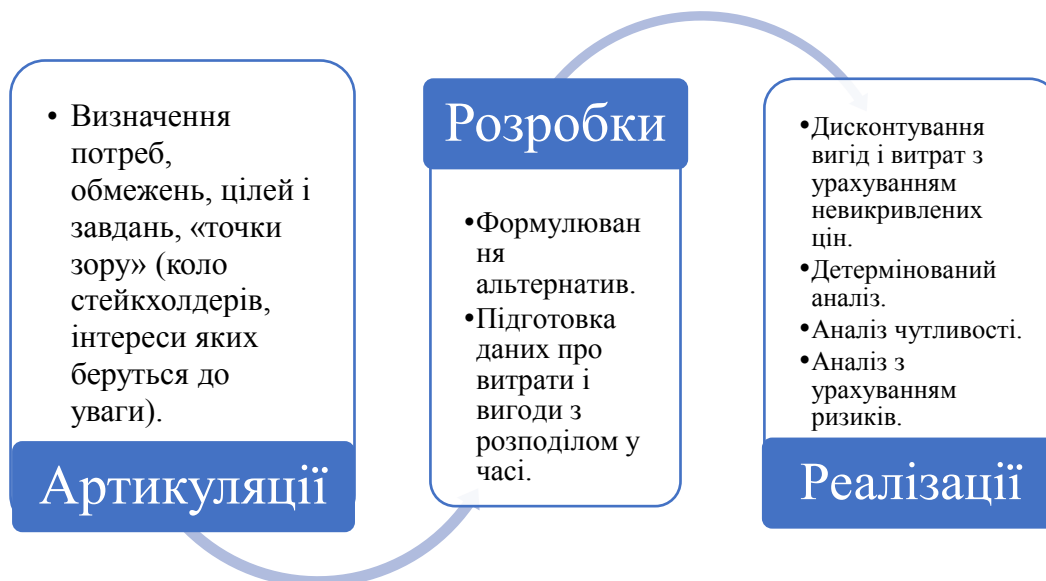 • Визначення
потреб,
обмежень, цілей і
завдань, «точки
зору» (коло
стейкхолдерів,
інтереси яких
беруться до
уваги).
Артикуляції
Розробки
•Формулюван
ня
альтернатив.
•Підготовка
даних про
витрати і
вигоди з
розподілом у
часі.
•Дисконтування
вигід і витрат з
урахуванням
невикривлених
цін.
•Детермінований
аналіз.
•Аналіз чутливості.
•Аналіз з
урахуванням
ризиків.
Реалізації